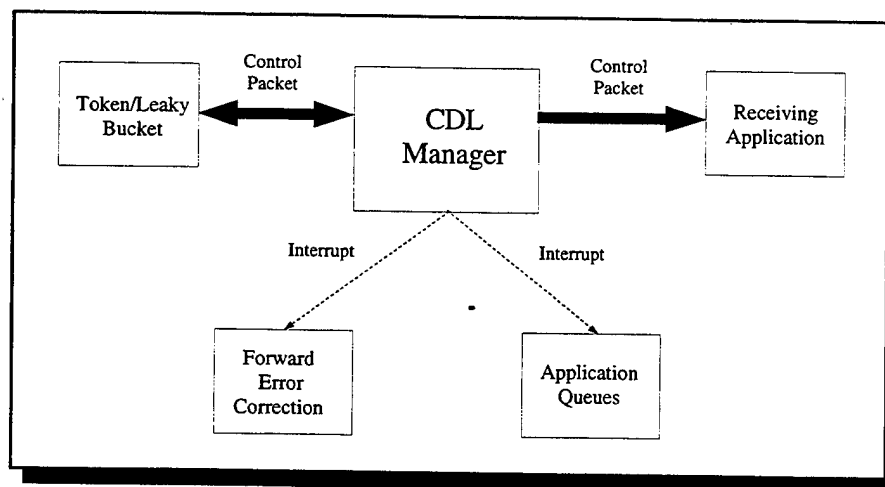 Control
Packet
Token/Leaky
Bucket
CDL
Manager
Control
Packet
Receiving
Application
Interrupt
Interrupt
Forward
Error
Correction
Application
Queues